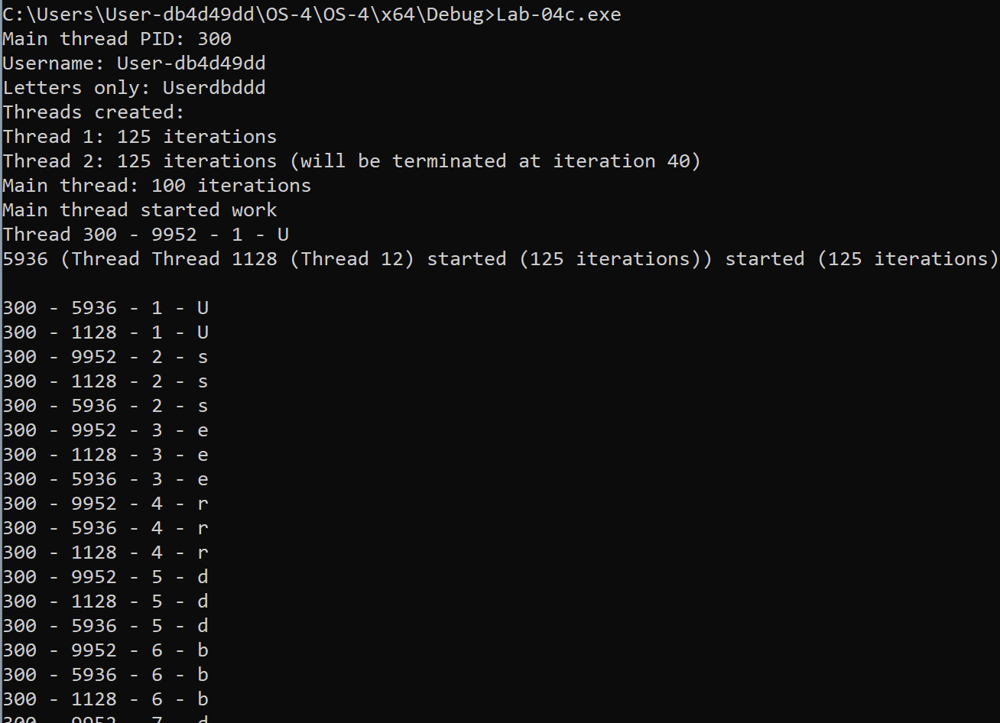 C:\Users\User-db4d49dd\OS-4\OS-4\x64\Debug>Lab-04c.exe
Main thread PID: 300
Username: User-db4d49dd
Letters only: Userdbddd
Threads created:
Thread 1: 125 iterations
Thread 2: 125 iterations (will be terminated at iteration 40)
Main thread: 100 iterations
Main thread started work
Thread 300 - 9952 - 1 - U
5936 (Thread Thread 1128 (Thread 12) started (125 iterations)) started (125 iterations)
300 - 5936 - 1 - U
300 - 1128 - 1 - U
300 - 9952 - 2 - s
300 - 1128 - 2 - s
300 - 5936 - 2 - s
300 - 9952 - 3 - e
300 - 1128 - 3 - e
300 - 5936 - 3 - e
300 - 9952 - 4 - r
300 - 5936 - 4 - r
300 - 1128 - 4 - r
300 - 9952 - 5 - d
300 - 1128 - 5 - d
300 - 5936 - 5 - d
300 - 9952 - 6 - b
300 - 5936 - 6 - b
300 - 1128 - 6 - b
300 - 9952 - 7 - d